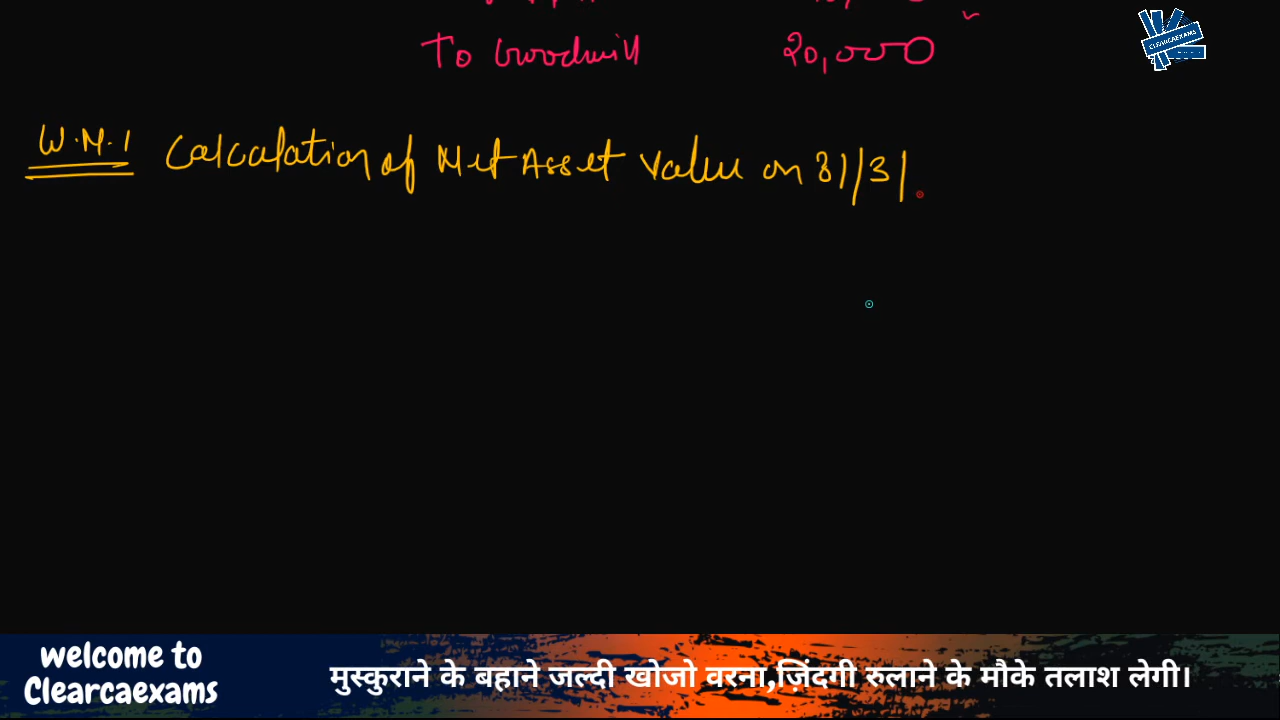 To Goodwill 20,000
CLEARCAEXAMS
W.N.1 Calculation of Net Asset Value on 31/3/
welcome to
Clearcaexams
मुस्कुराने के बहाने जल्दी खोजो वरना,ज़िंदगी रुलाने के मौके तलाश लेगी।